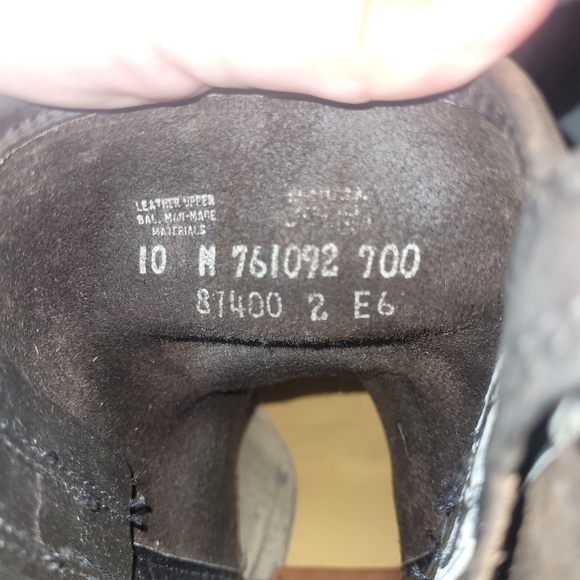 LEATHER UPPER
BAL. MAN-MADE
MATERIALS
10 M 761092 700
87400 2 E6